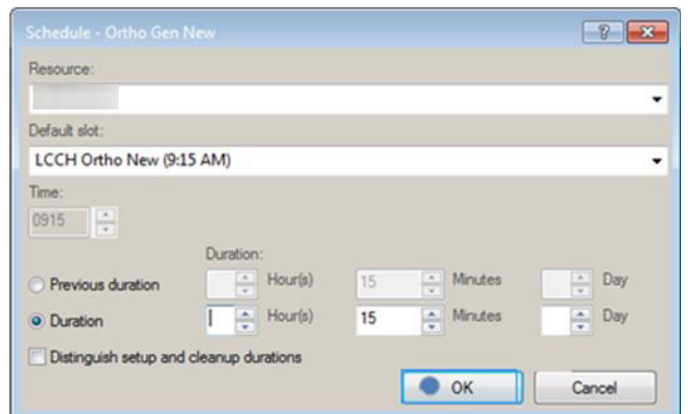 Schedule - Ortho Gen New
Resource:
Default slot:
LCCH Ortho New (9:15 AM)
Time:
0915
Duration:
Previous duration Hour(s) 15 Minutes Day
Duration Hour(s) 15 Minutes Day
Distinguish setup and cleanup durations
OK Cancel